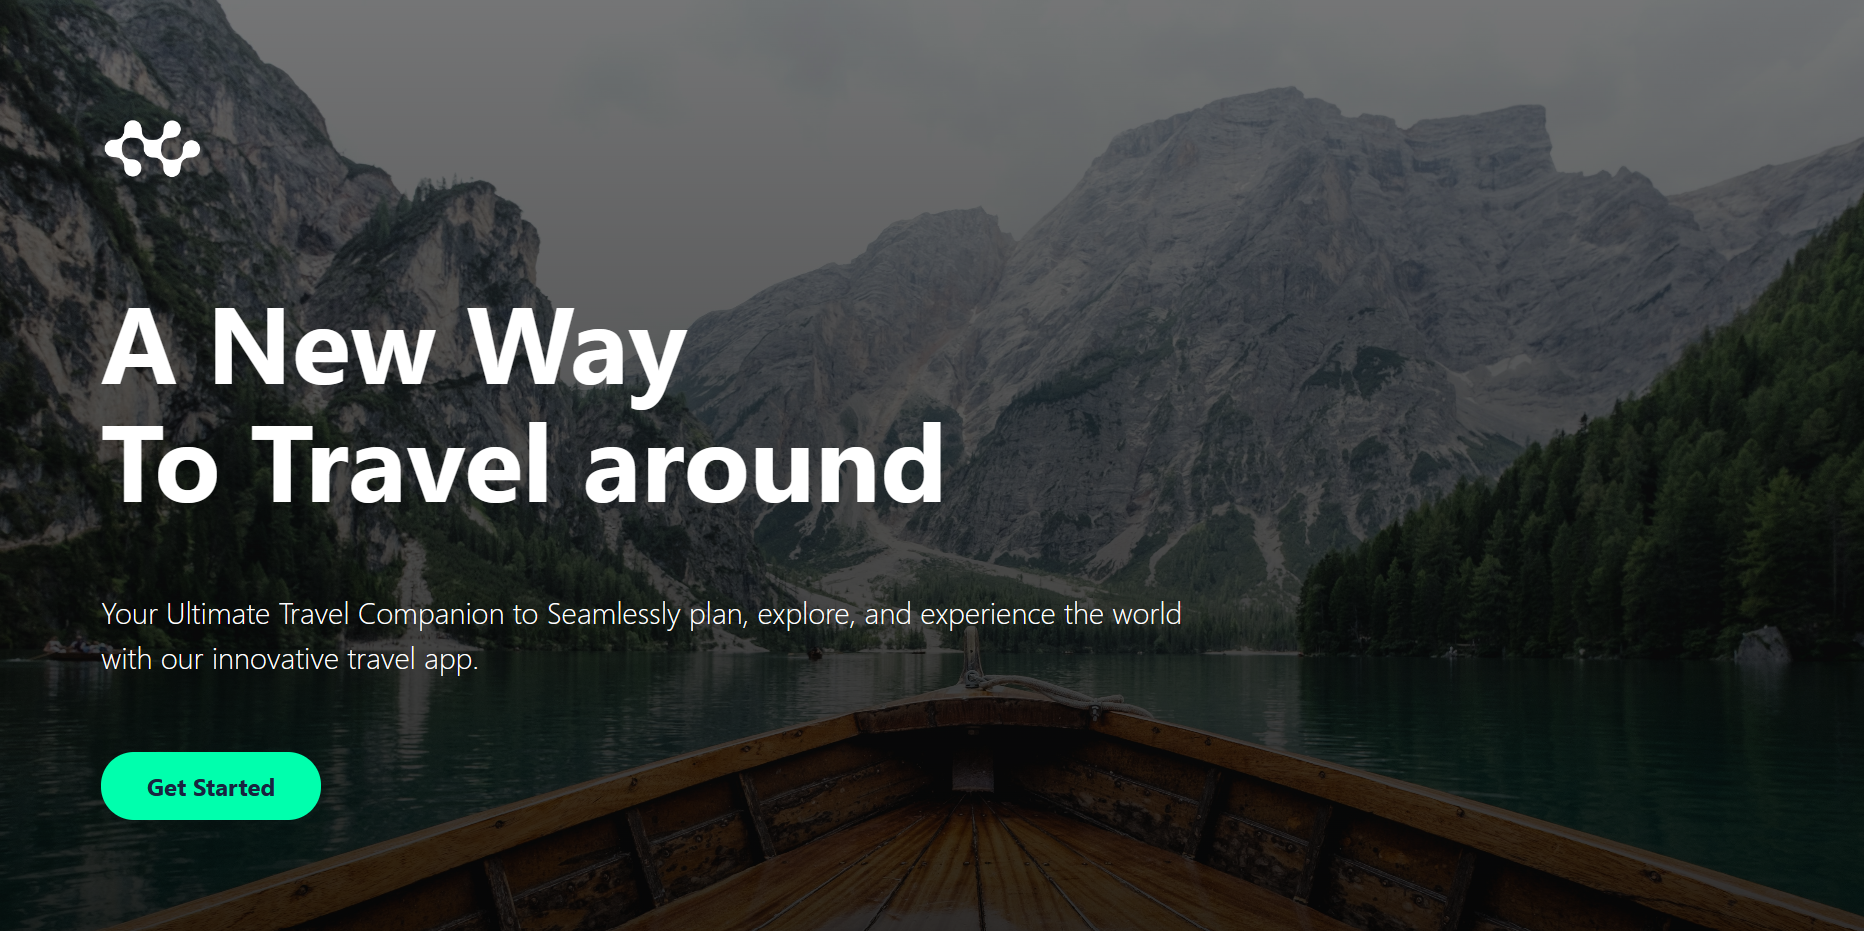 A New Way
To Travel around
Your Ultimate Travel Companion to Seamlessly plan, explore, and experience the world
with our innovative travel app.
Get Started